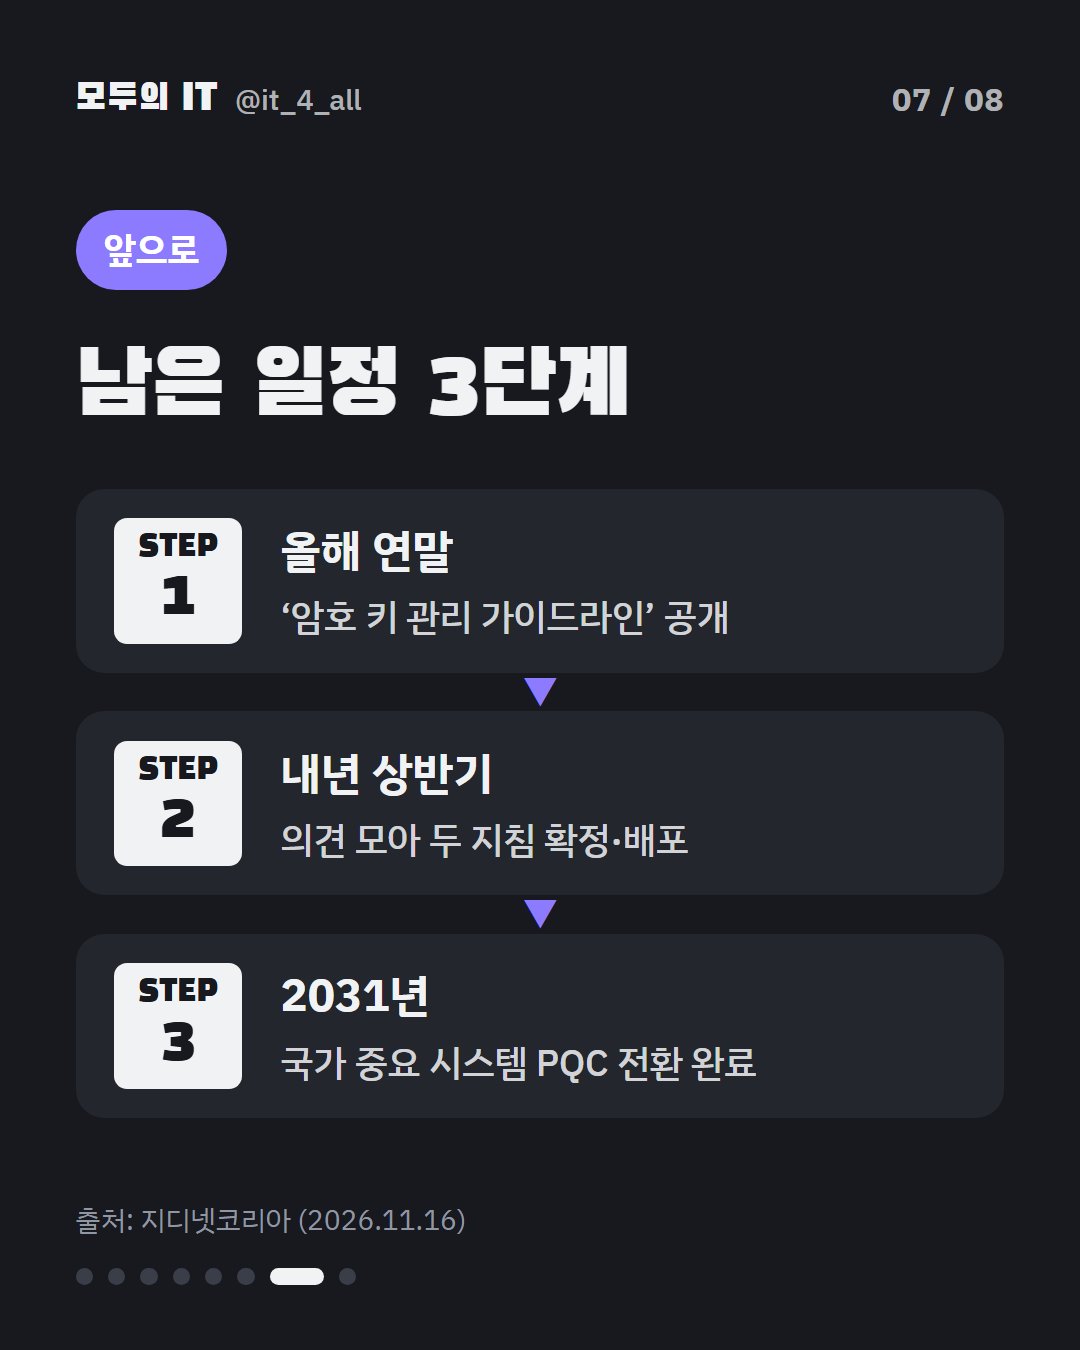 모두의 IT @it_4_all
07 / 08
앞으로
남은 일정 3단계
STEP
1
올해 연말
‘암호 키 관리 가이드라인’ 공개
STEP
2
내년 상반기
의견 모아 두 지침 확정·배포
STEP
3
2031년
국가 중요 시스템 PQC 전환 완료
출처: 지디넷코리아 (2026.11.16)